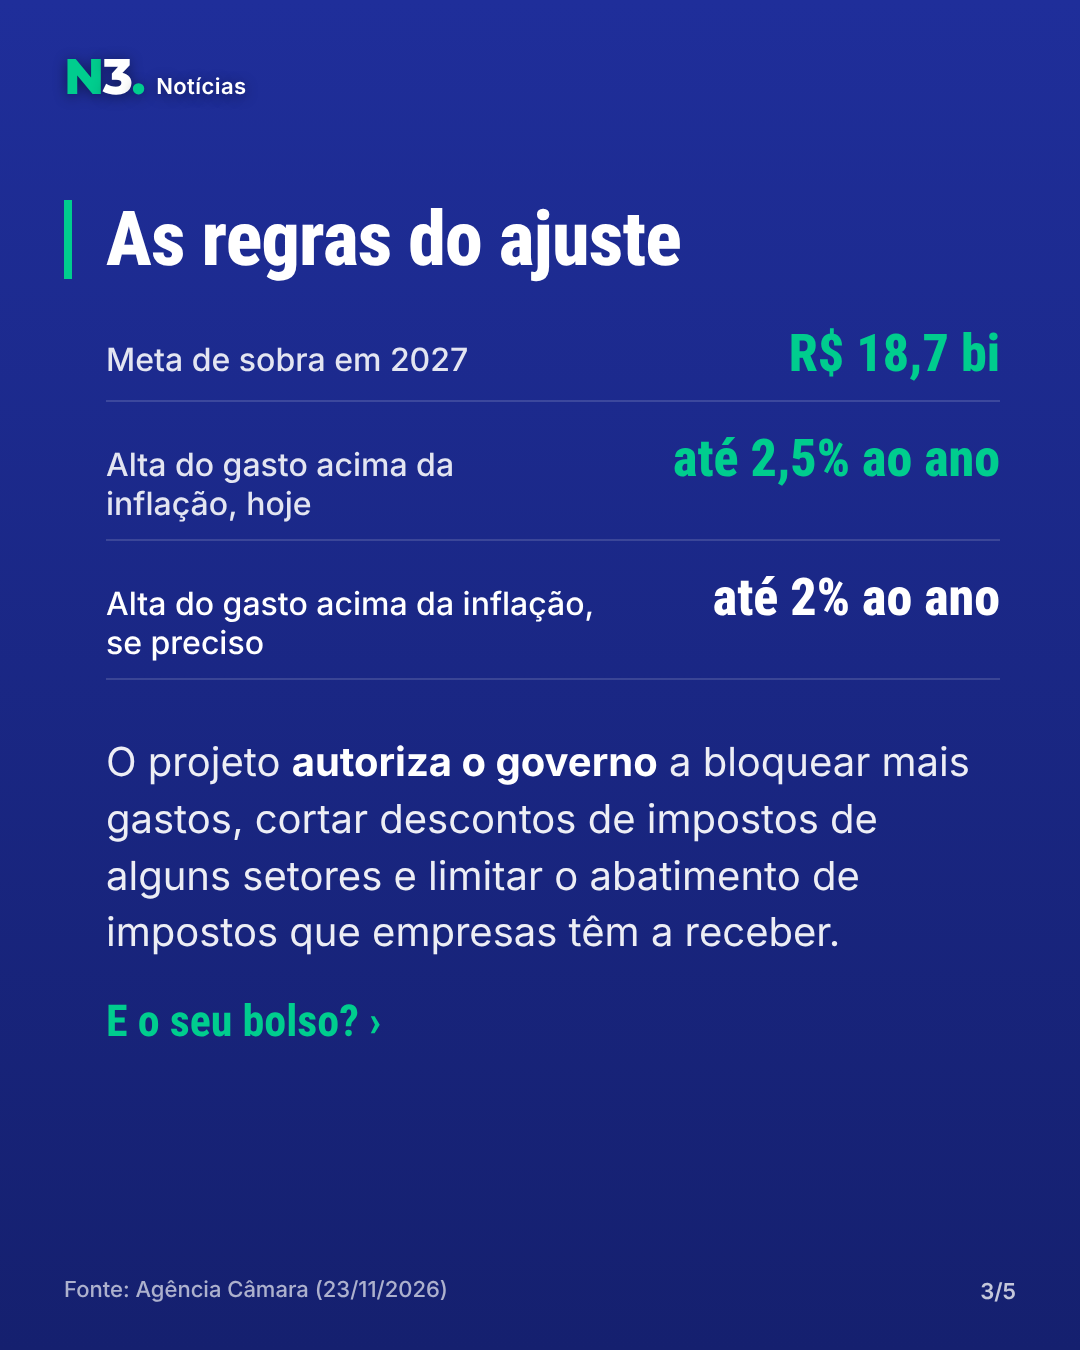 N3. Notícias
As regras do ajuste
Meta de sobra em 2027 R$ 18,7 bi
Alta do gasto acima da até 2,5% ao ano
inflação, hoje
Alta do gasto acima da inflação, até 2% ao ano
se preciso
O projeto autoriza o governo a bloquear mais
gastos, cortar descontos de impostos de
alguns setores e limitar o abatimento de
impostos que empresas têm a receber.
E o seu bolso? ›
Fonte: Agência Câmara (23/11/2026) 3/5